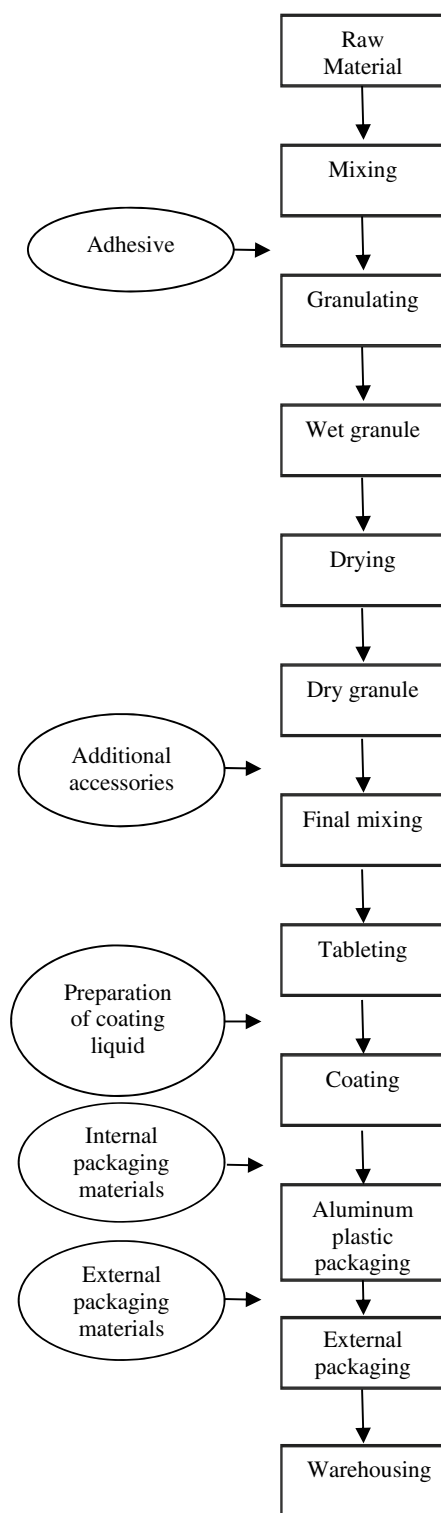 Raw
Material
Mixing
Adhesive
Granulating
Wet granule
Drying
Dry granule
Additional
accessories
Final mixing
Tableting
Preparation
of coating
liquid
Coating
Internal
packaging
materials
Aluminum
plastic
packaging
External
packaging
materials
External
packaging
Warehousing